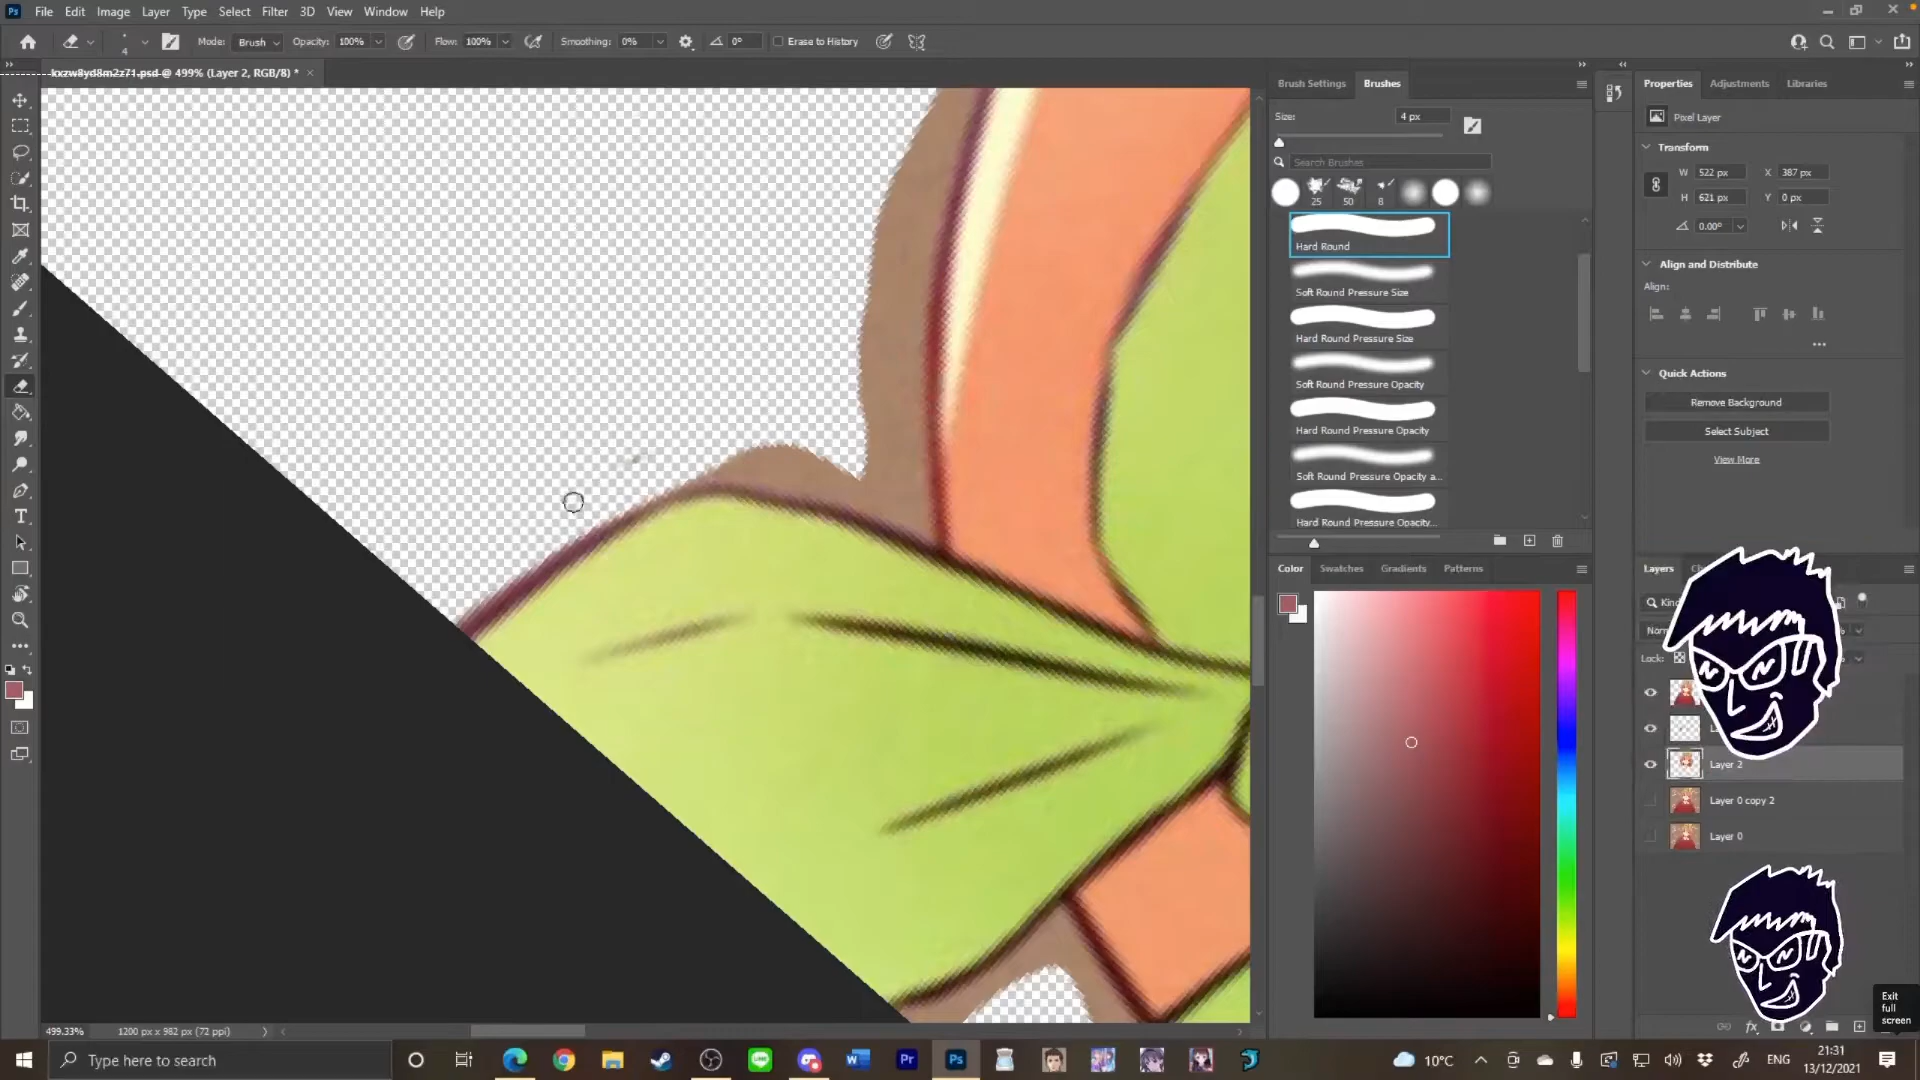 Ps File Edit Image Layer Type Select Filter 3D View Window Help
4 Mode: Brush Opacity: 100% Flow: 100% Smoothing: 0% 0° Erase to History
kxzw8yd8m2z71.psd @ 499% (Layer 2, RGB/8) * ×
Brush Settings Brushes
Size: 4 px
Search Brushes
25 50 8
Hard Round
Soft Round Pressure Size
Hard Round Pressure Size
Soft Round Pressure Opacity
Hard Round Pressure Opacity
Soft Round Pressure Opacity a...
Hard Round Pressure Opacity...
Color Swatches Gradients Patterns
Properties Adjustments Libraries
Pixel Layer
Transform
W 522 px X 387 px
H 621 px Y 0 px
0.00°
Align and Distribute
Align:
Quick Actions
Remove Background
Select Subject
View More
Layers
Lock:
Layer 2
Layer 0 copy 2
Layer 0
Exit
full
screen
499.33% 1200 px x 982 px (72 ppi)
Type here to search
10°C ENG
21:31
13/12/2021